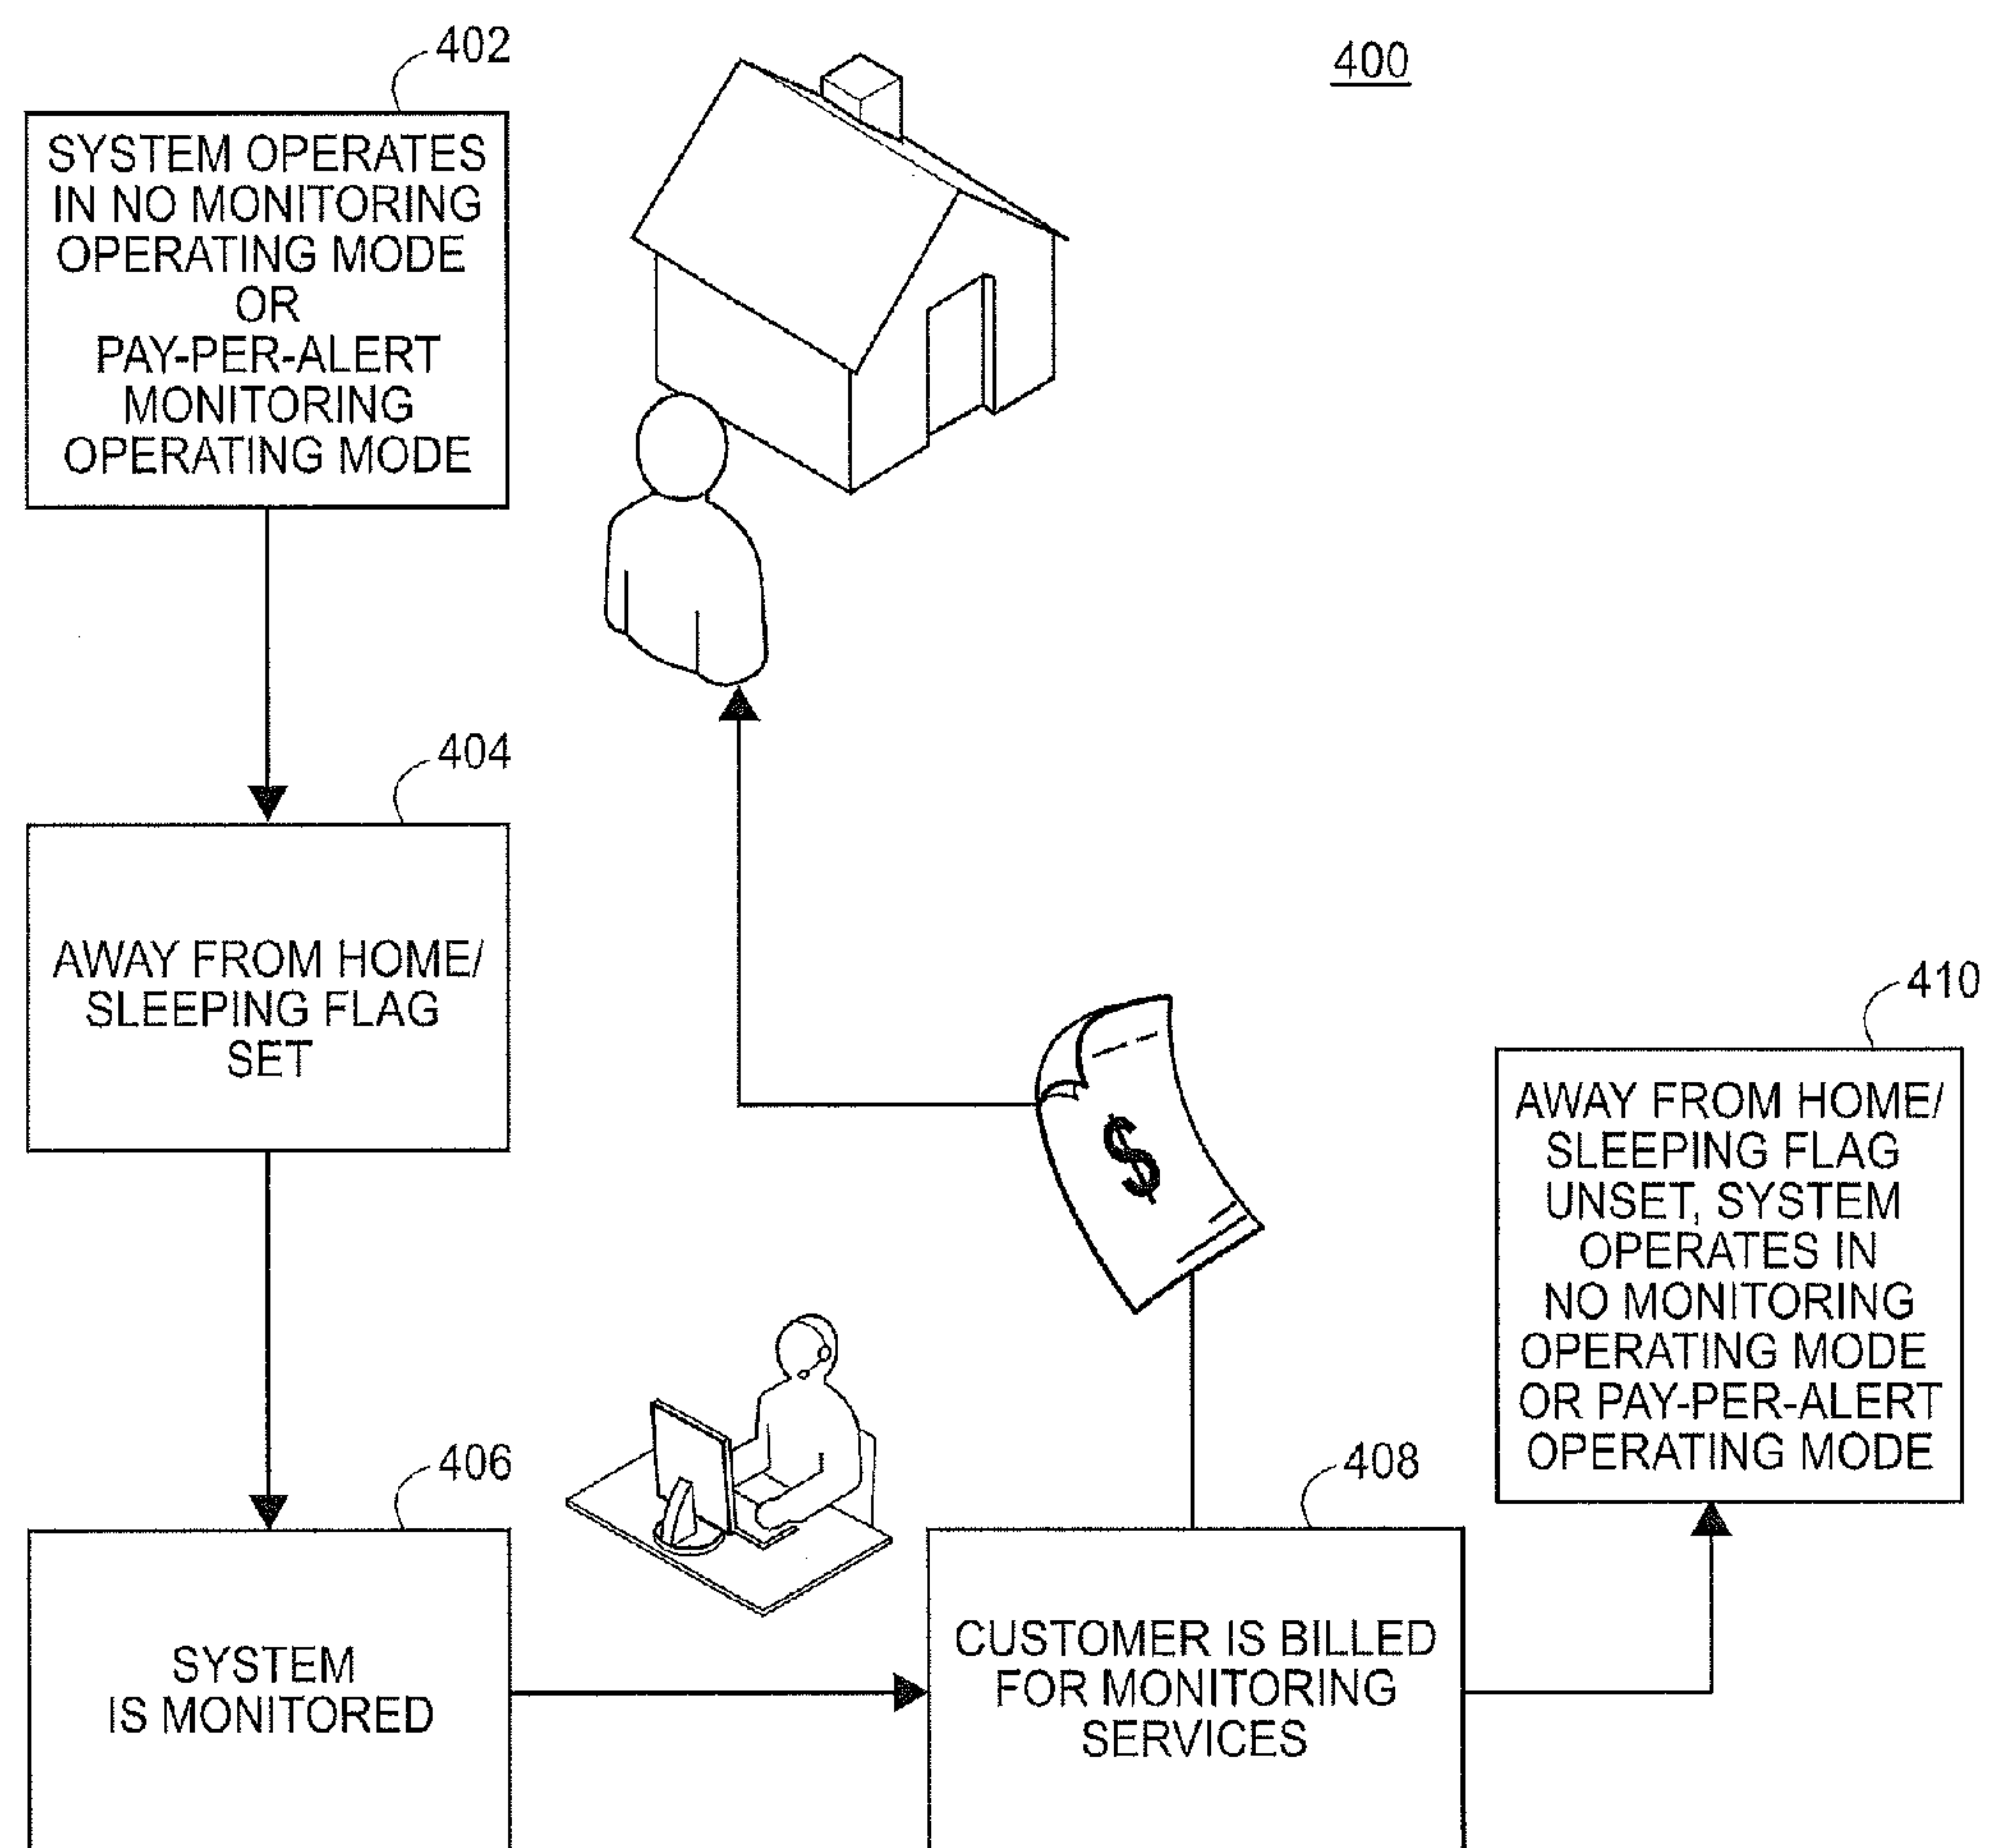 402
400
SYSTEM OPERATES
IN NO MONITORING
OPERATING MODE
OR
PAY-PER-ALERT
MONITORING
OPERATING MODE
404
AWAY FROM HOME/
SLEEPING FLAG
SET
410
AWAY FROM HOME/
SLEEPING FLAG
UNSET, SYSTEM
OPERATES IN
NO MONITORING
OPERATING MODE
OR PAY-PER-ALERT
OPERATING MODE
$
406
SYSTEM
IS MONITORED
408
CUSTOMER IS BILLED
FOR MONITORING
SERVICES